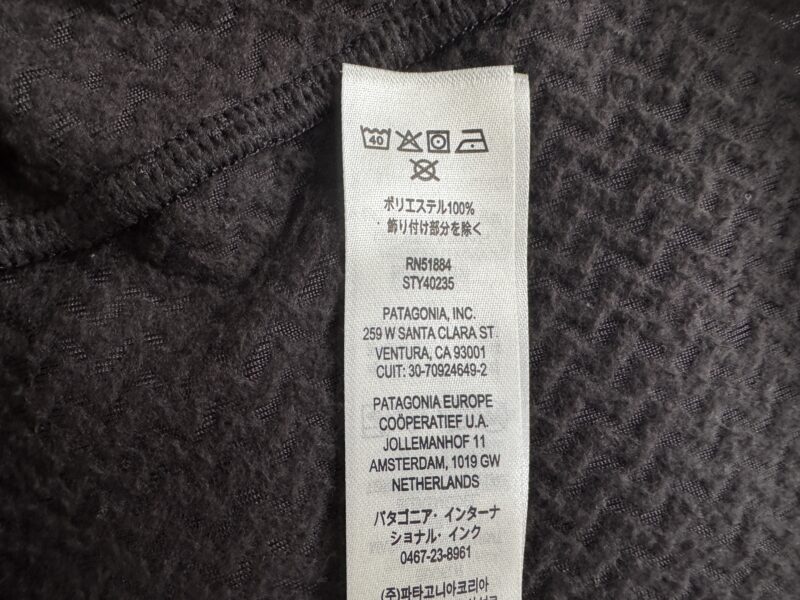 40
ポリエステル100%
飾り付け部分を除く
RN51884
STY40235
PATAGONIA, INC.
259 W SANTA CLARA ST.
VENTURA, CA 93001
CUIT: 30-70924649-2
PATAGONIA EUROPE
COÖPERATIEF U.A.
JOLLEMANHOF 11
AMSTERDAM, 1019 GW
NETHERLANDS
パタゴニア・インターナ
ショナル・インク
0467-23-8961
(주)파타고니아코리아